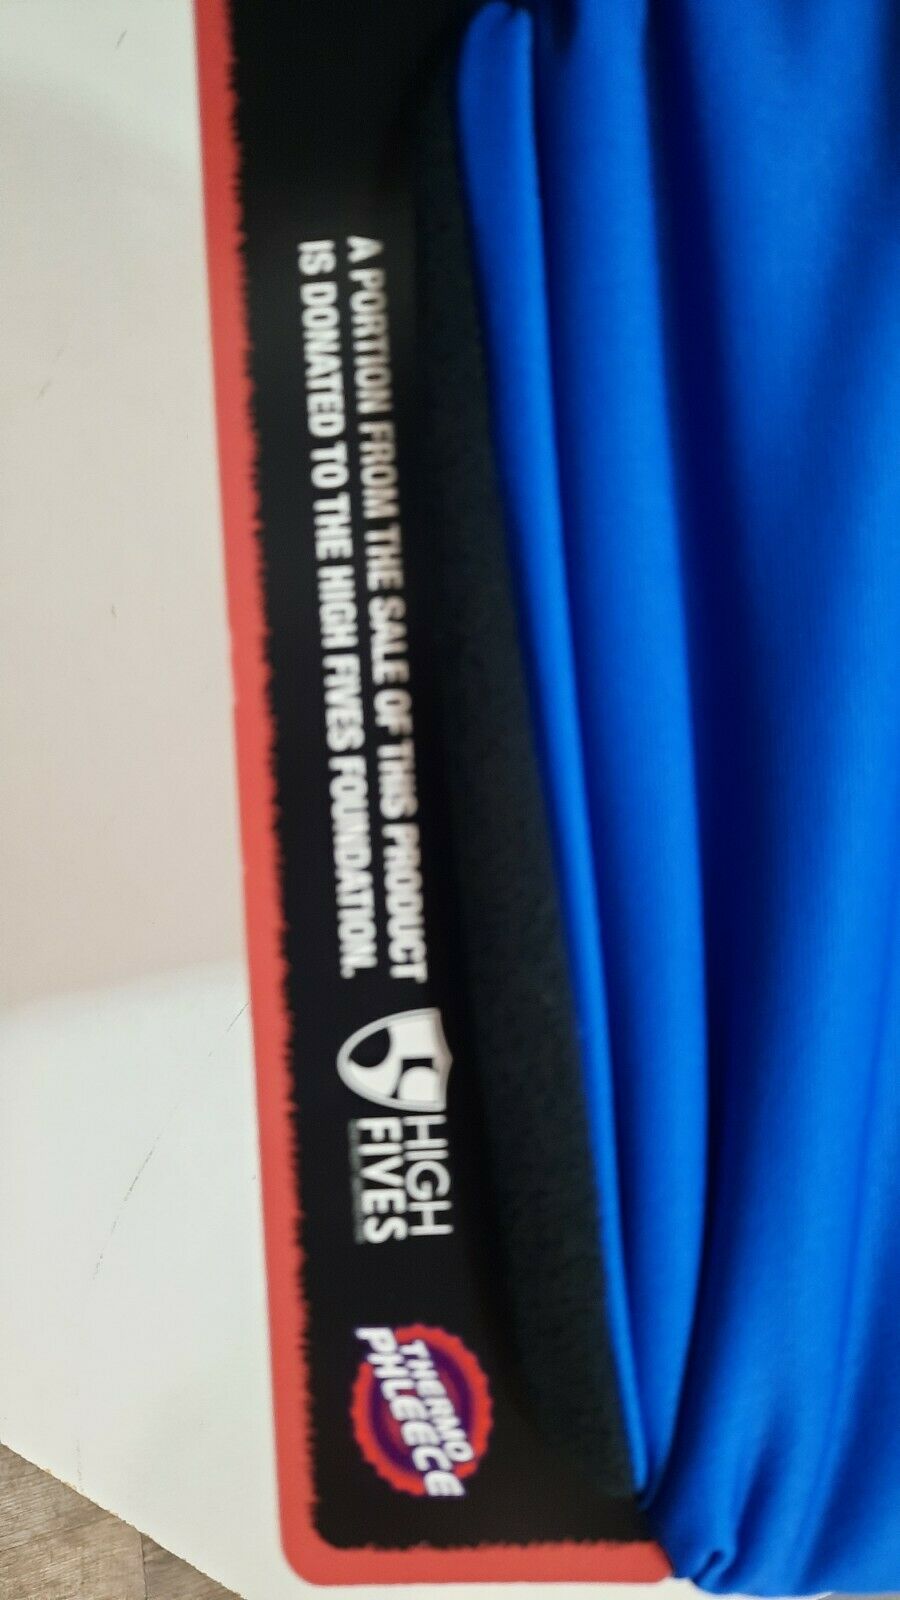 A PORTION FROM THE SALE OF THIS PRODUCT
IS DONATED TO THE HIGH FIVES FOUNDATION.
HIGH
FIVES
THERMO
PHLEECE